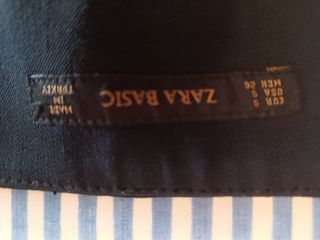 EUR S
USA S
MEX 26
ZARA BASIC
MADE
IN
TURKEY